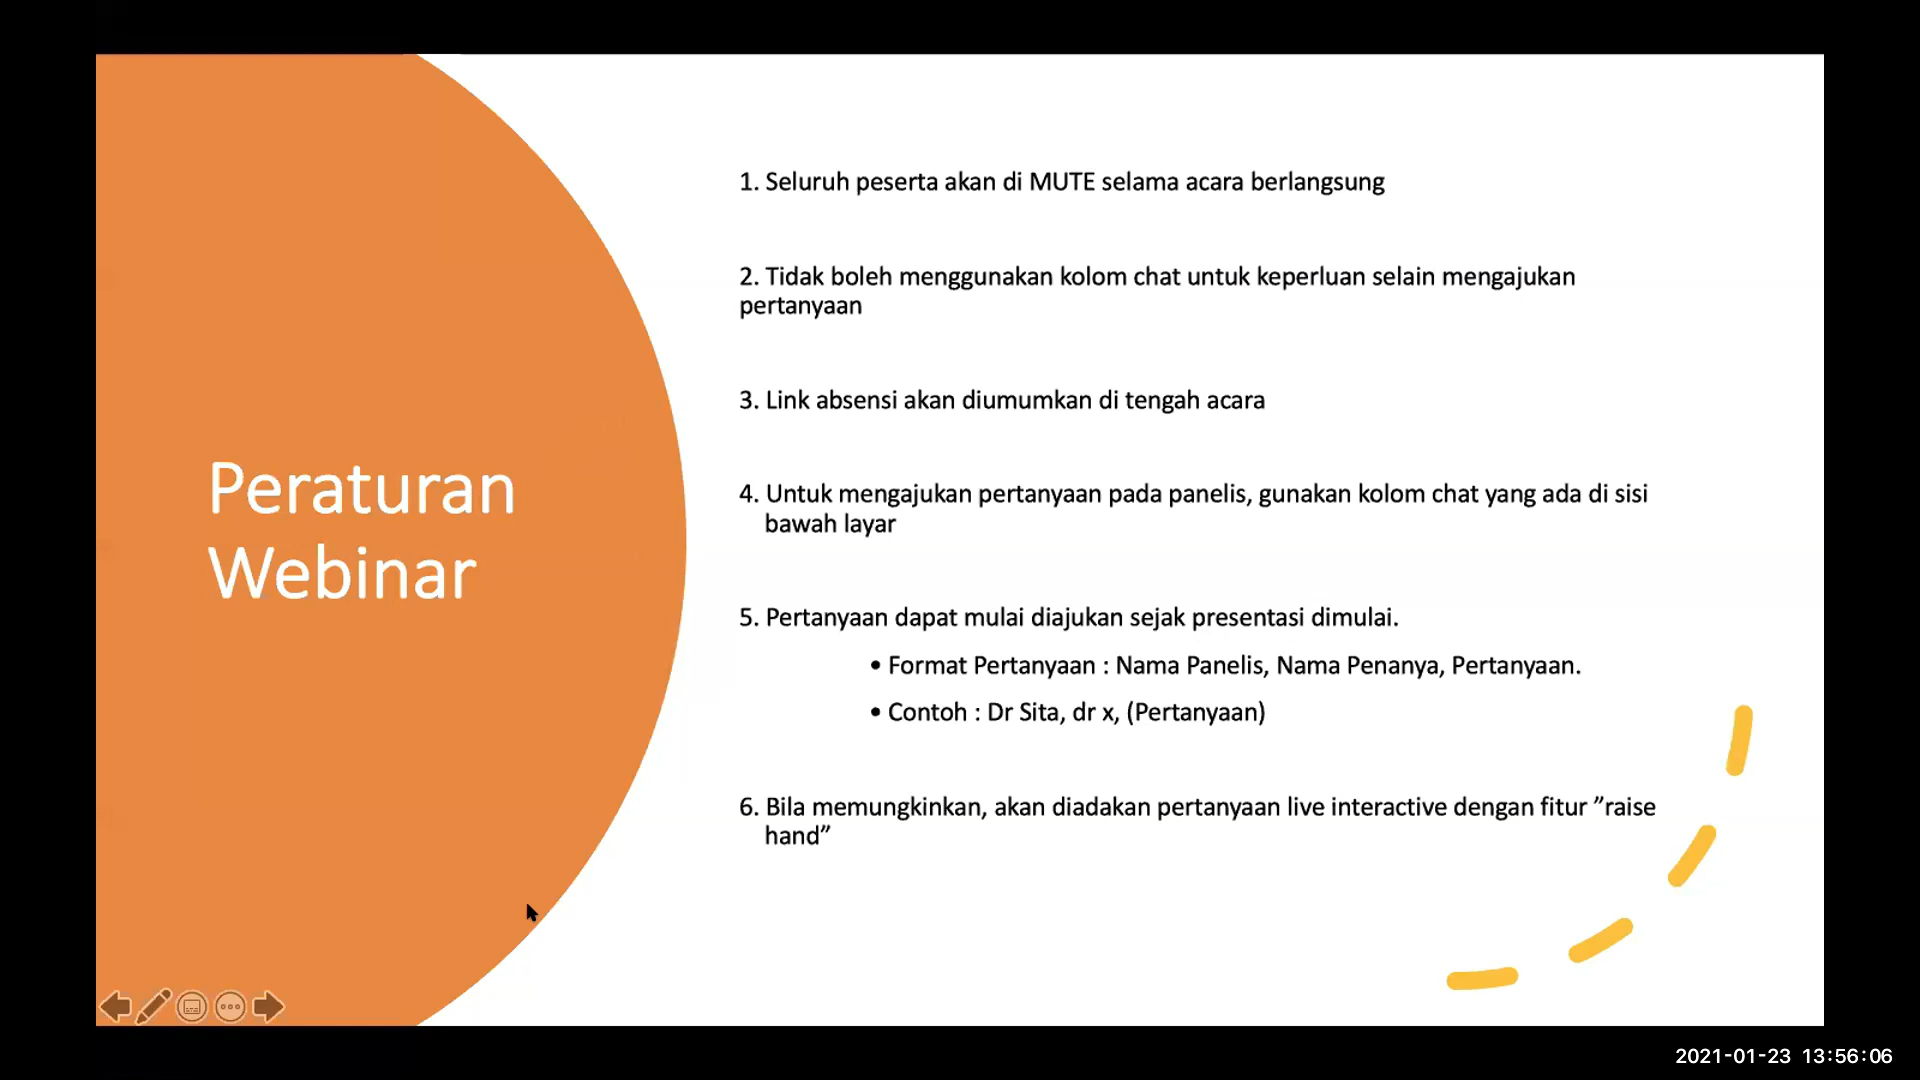 Peraturan
Webinar
1. Seluruh peserta akan di MUTE selama acara berlangsung
2. Tidak boleh menggunakan kolom chat untuk keperluan selain mengajukan
pertanyaan
3. Link absensi akan diumumkan di tengah acara
4. Untuk mengajukan pertanyaan pada panelis, gunakan kolom chat yang ada di sisi
bawah layar
5. Pertanyaan dapat mulai diajukan sejak presentasi dimulai.
• Format Pertanyaan : Nama Panelis, Nama Penanya, Pertanyaan.
• Contoh : Dr Sita, dr x, (Pertanyaan)
6. Bila memungkinkan, akan diadakan pertanyaan live interactive dengan fitur ”raise
hand”
2021-01-23 13:56:06